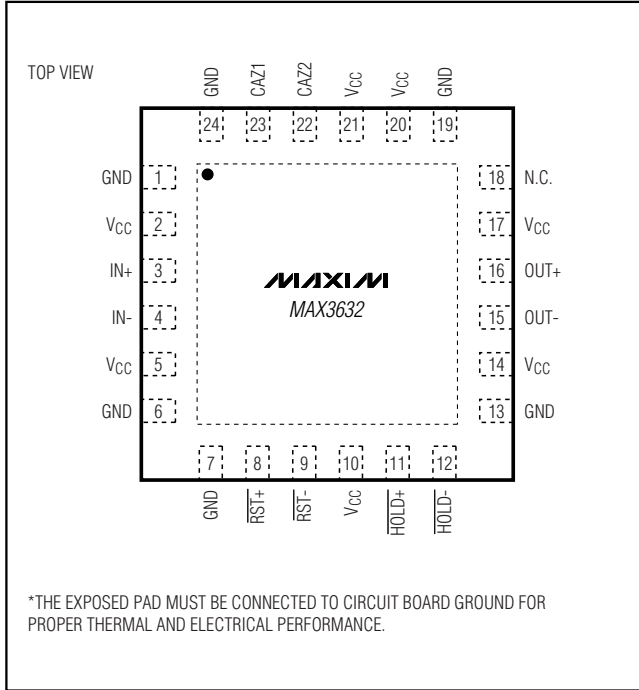 TOP VIEW
GND CAZ1 CAZ2 VCC VCC GND
24 23 22 21 20 19
GND 1 18 N.C.
VCC 2 17 VCC
IN+ 3 16 OUT+
MAXIM
MAX3632
IN- 4 15 OUT-
VCC 5 14 VCC
GND 6 13 GND
7 8 9 10 11 12
GND RST+ RST- VCC HOLD+ HOLD-
*THE EXPOSED PAD MUST BE CONNECTED TO CIRCUIT BOARD GROUND FOR
PROPER THERMAL AND ELECTRICAL PERFORMANCE.